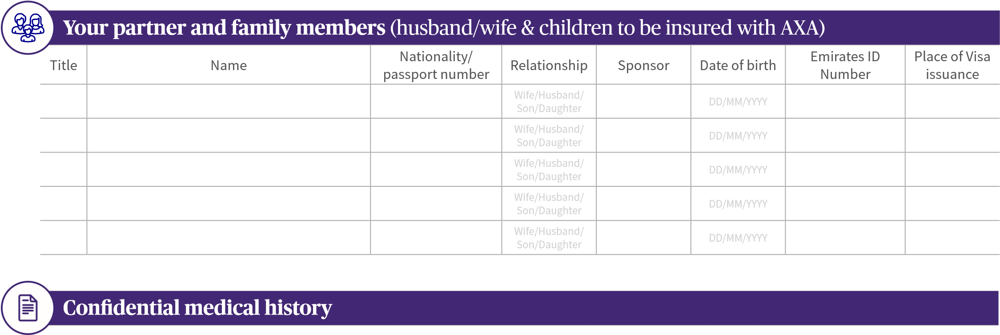 Your partner and family members (husband/wife & children to be insured with AXA)
Title Name Nationality/ passport number Relationship Sponsor Date of birth Emirates ID Number Place of Visa issuance
Wife/Husband/
Son/Daughter
DD/MM/YYYY
Wife/Husband/
Son/Daughter
DD/MM/YYYY
Wife/Husband/
Son/Daughter
DD/MM/YYYY
Wife/Husband/
Son/Daughter
DD/MM/YYYY
Wife/Husband/
Son/Daughter
DD/MM/YYYY
Confidential medical history